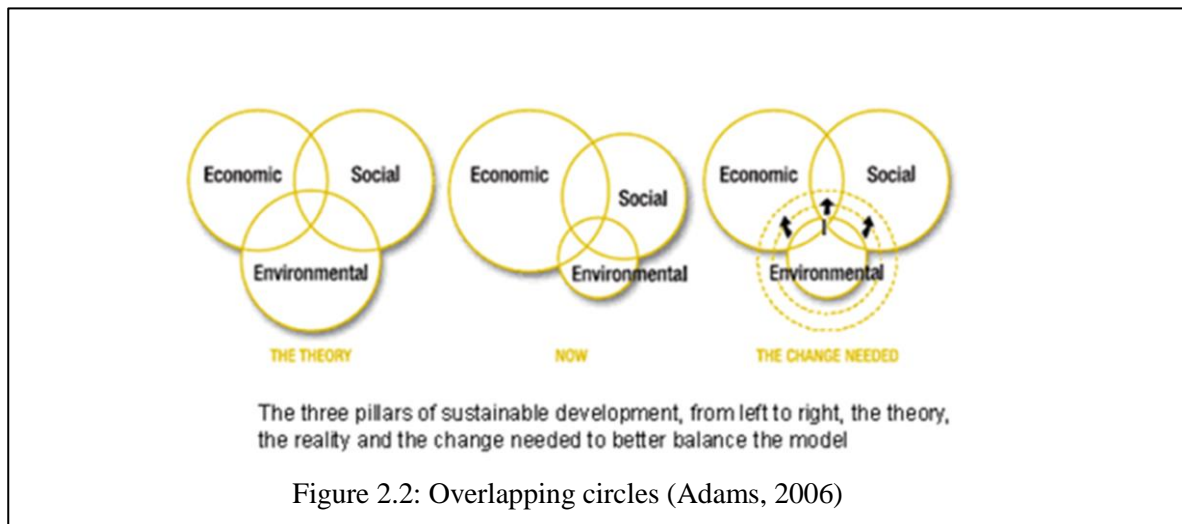 Economic Social
Environmental
THE THEORY
Economic
Social
Environmental
NOW
Economic Social
Environmental
THE CHANGE NEEDED
The three pillars of sustainable development, from left to right, the theory,
the reality and the change needed to better balance the model
Figure 2.2: Overlapping circles (Adams, 2006)